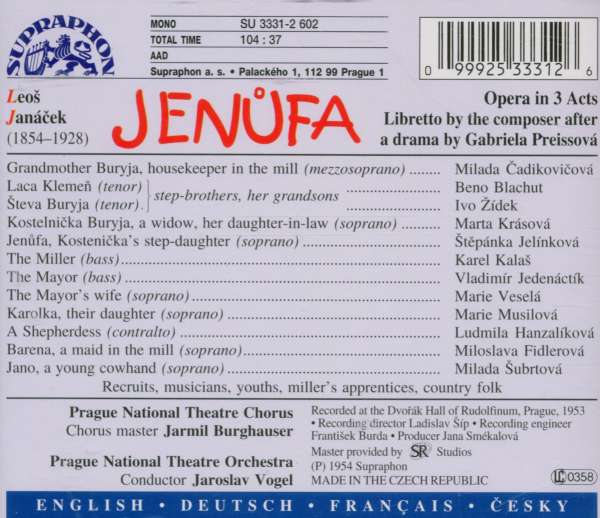 SUPRAPHON
MONO SU 3331-2 602
TOTAL TIME 104 : 37
AAD
Supraphon a. s. • Palackého 1, 112 99 Prague 1
0 99925 33312 6
Leoš
Janáček
(1854–1928)
JENŮFA
Opera in 3 Acts
Libretto by the composer after
a drama by Gabriela Preissová
Grandmother Buryja, housekeeper in the mill (mezzosoprano) ........ Milada Čadikovičová
Laca Klemeň (tenor) Beno Blachut
step-brothers, her grandsons
Števa Buryja (tenor). Ivo Žídek
Kostelnička Buryja, a widow, her daughter-in-law (soprano) ........ Marta Krásová
Jenůfa, Kostenička's step-daughter (soprano) ........ Štěpánka Jelínková
The Miller (bass) ........ Karel Kalaš
The Mayor (bass) ........ Vladimír Jedenáctík
The Mayor's wife (soprano) ........ Marie Veselá
Karolka, their daughter (soprano) ........ Marie Musilová
A Shepherdess (contralto) ........ Ludmila Hanzalíková
Barena, a maid in the mill (soprano) ........ Miloslava Fidlerová
Jano, a young cowhand (soprano) ........ Milada Šubrtová
Recruits, musicians, youths, miller's apprentices, country folk
Prague National Theatre Chorus
Chorus master Jarmil Burghauser
Prague National Theatre Orchestra
Conductor Jaroslav Vogel
Recorded at the Dvořák Hall of Rudolfinum, Prague, 1953
• Recording director Ladislav Šíp • Recording engineer
František Burda • Producer Jana Smékalová
Master provided by SR Studios
(P) 1954 Supraphon
MADE IN THE CZECH REPUBLIC
LC 0358
ENGLISH • DEUTSCH • FRANÇAIS • ČESKY